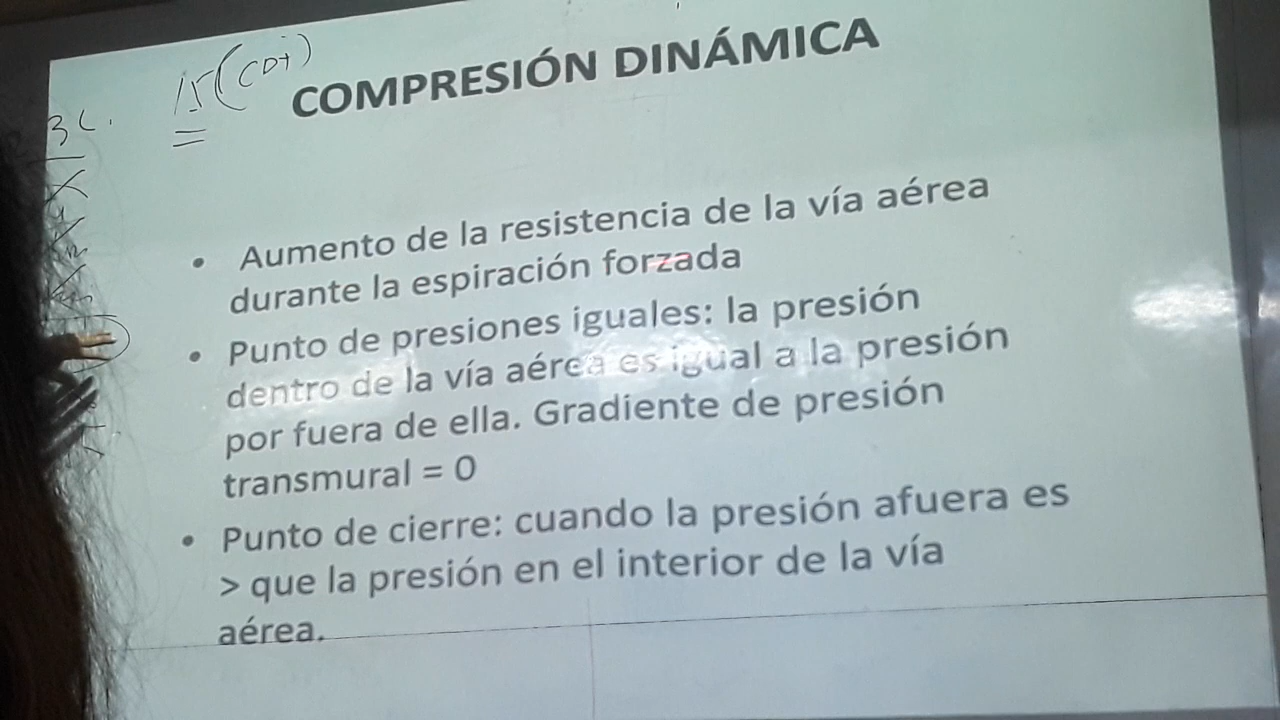 15 (CDT)
COMPRESIÓN DINÁMICA
• Aumento de la resistencia de la vía aérea
durante la espiración forzada
• Punto de presiones iguales: la presión
dentro de la vía aérea es igual a la presión
por fuera de ella. Gradiente de presión
transmural = 0
• Punto de cierre: cuando la presión afuera es
> que la presión en el interior de la vía
aérea.